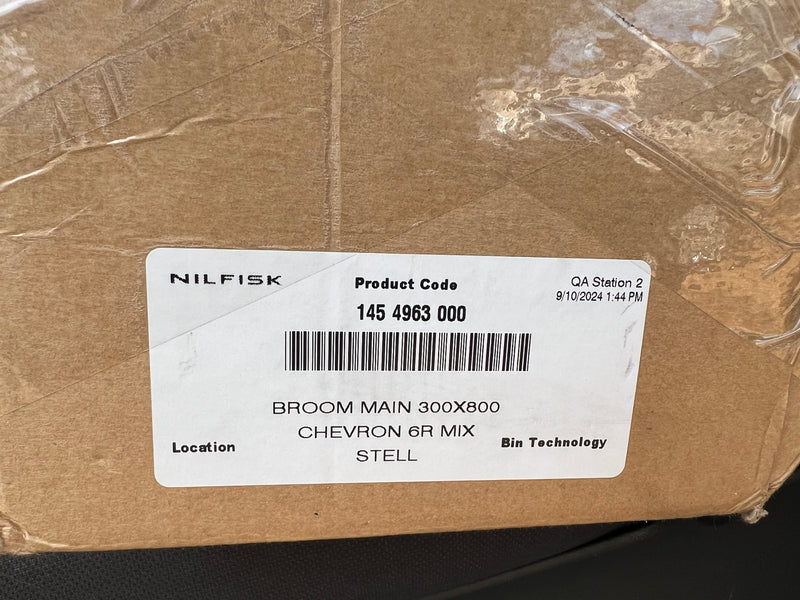 NILFISK
Product Code
QA Station 2
9/10/2024 1:44 PM
145 4963 000
BROOM MAIN 300X800
CHEVRON 6R MIX
STELL
Location
Bin Technology